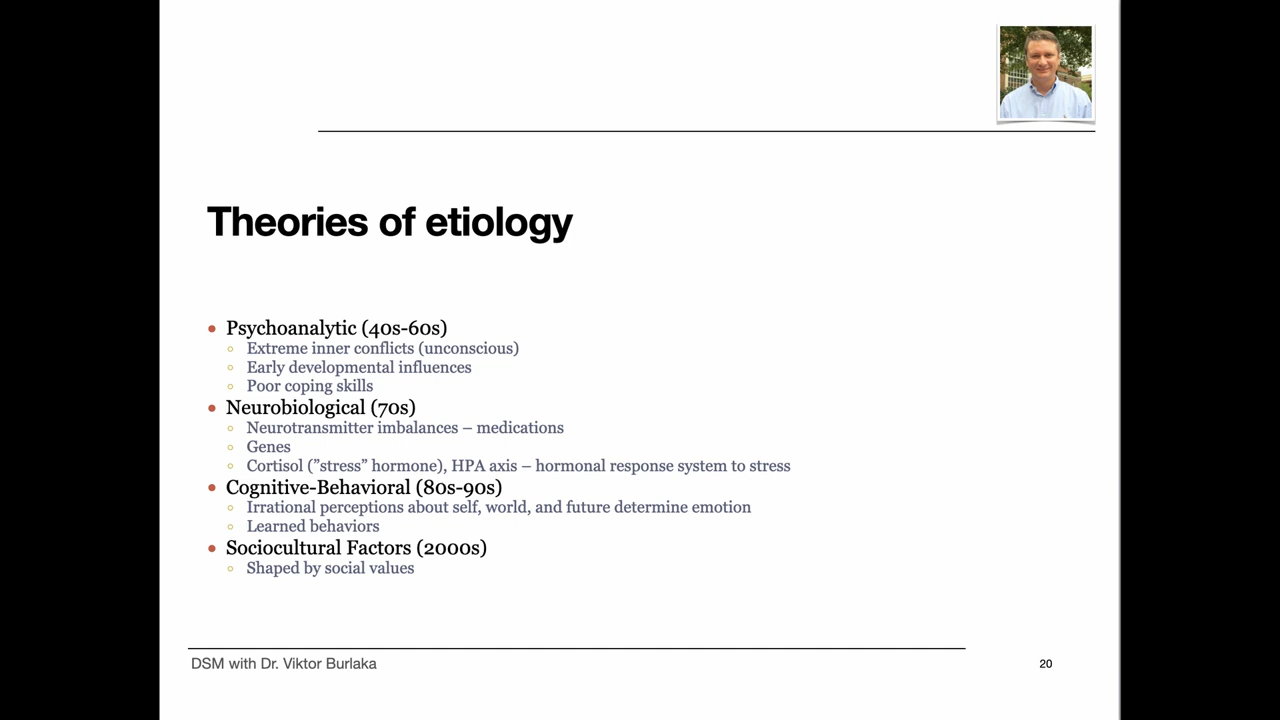 Theories of etiology
Psychoanalytic (40s-60s)
Extreme inner conflicts (unconscious)
Early developmental influences
Poor coping skills
Neurobiological (70s)
Neurotransmitter imbalances – medications
Genes
Cortisol (”stress” hormone), HPA axis – hormonal response system to stress
Cognitive-Behavioral (80s-90s)
Irrational perceptions about self, world, and future determine emotion
Learned behaviors
Sociocultural Factors (2000s)
Shaped by social values
DSM with Dr. Viktor Burlaka
20